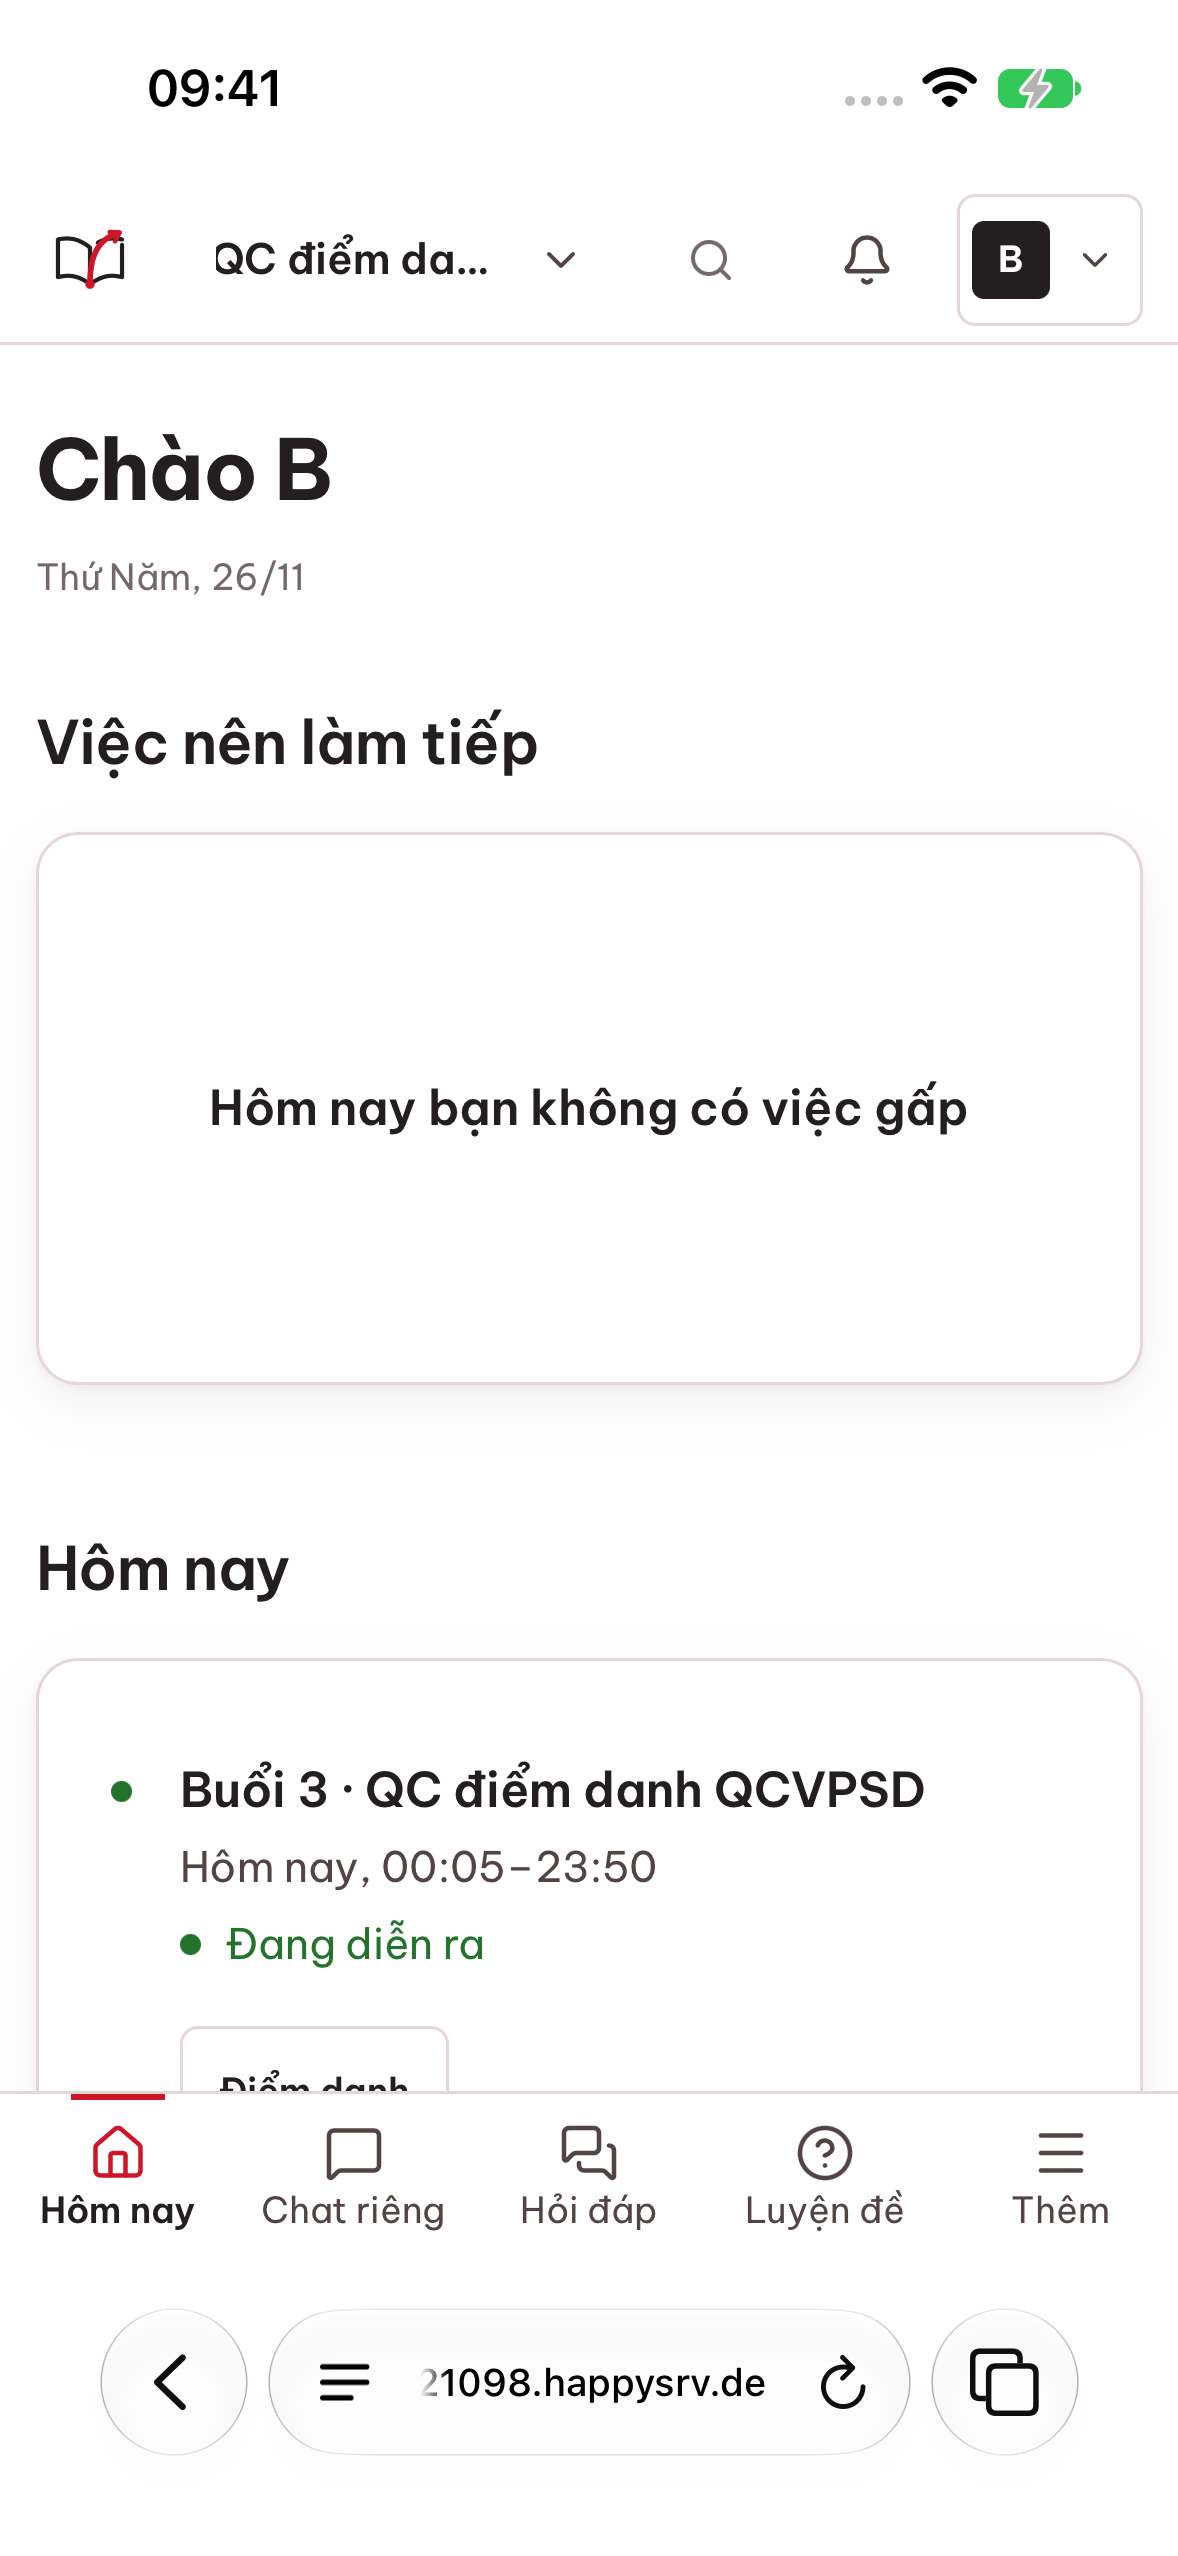 09:41
QC điểm da...
B
Chào B
Thứ Năm, 26/11
Việc nên làm tiếp
Hôm nay bạn không có việc gấp
Hôm nay
Buổi 3 · QC điểm danh QCVPSD
Hôm nay, 00:05–23:50
Đang diễn ra
Điểm danh
Hôm nay
Chat riêng
Hỏi đáp
Luyện đề
Thêm
21098.happysrv.de